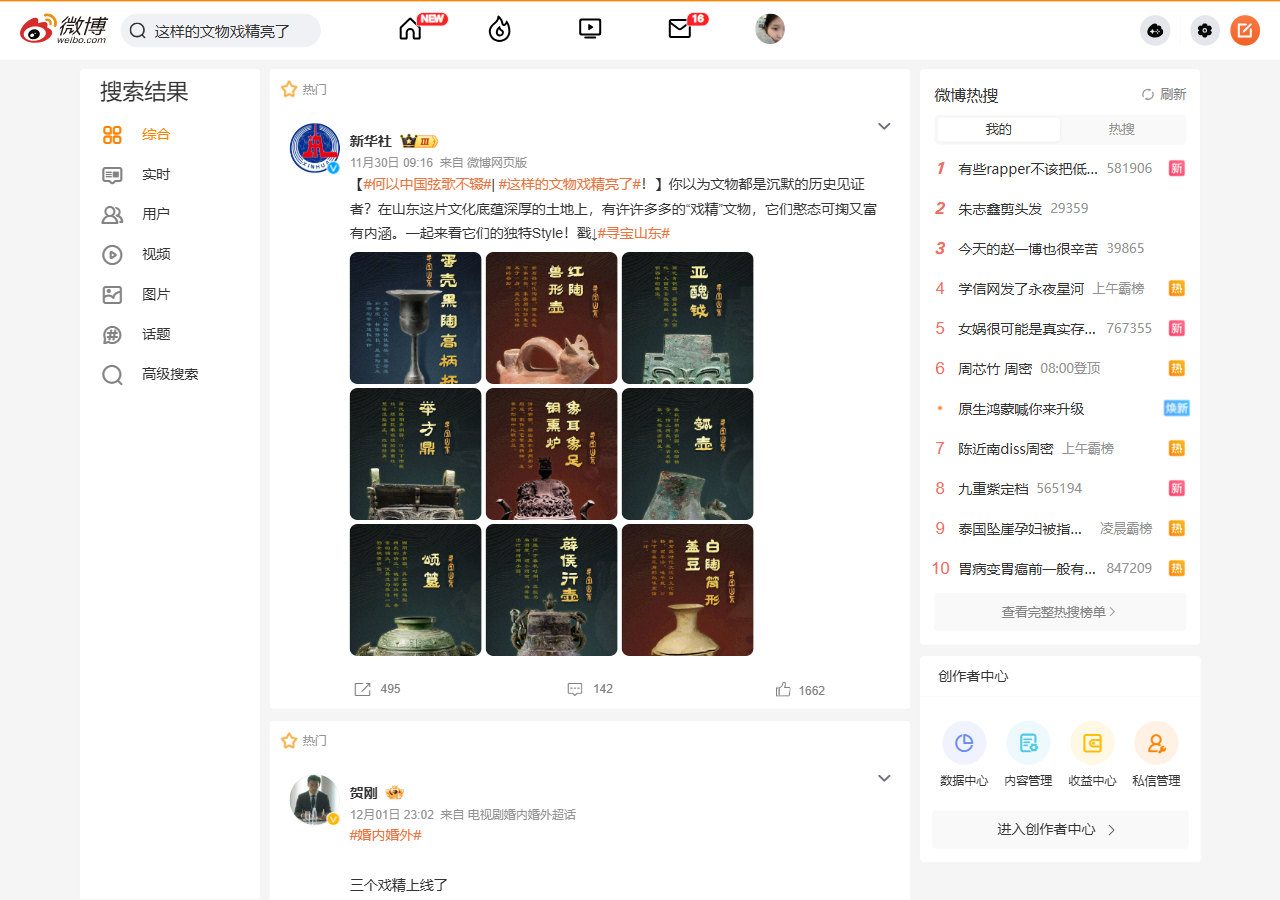 微博
weibo.com
这样的文物戏精亮了
NEW
16
搜索结果
综合
实时
用户
视频
图片
话题
高级搜索
热门
新华社
III
11月30日 09:16 来自 微博网页版
【#何以中国弦歌不辍#| #这样的文物戏精亮了#！】你以为文物都是沉默的历史见证
者？在山东这片文化底蕴深厚的土地上，有许许多多的“戏精”文物，它们憨态可掬又富
有内涵。一起来看它们的独特Style！戳↓#寻宝山东#
蛋壳黑陶高柄杯
红陶
兽形壶
亚醜钺
举方鼎
象耳象足
铜熏炉
瓠壶
颂簋
薛侯行壶
白陶筒形
盖豆
495
142
1662
热门
贺刚
12月01日 23:02 来自 电视剧婚内婚外超话
#婚内婚外#
三个戏精上线了
微博热搜
刷新
我的
热搜
1 有些rapper不该把低... 581906 新
2 朱志鑫剪头发 29359
3 今天的赵一博也很辛苦 39865
4 学信网发了永夜星河 上午霸榜 热
5 女娲很可能是真实存... 767355 新
6 周芯竹 周密 08:00登顶 热
• 原生鸿蒙喊你来升级 焕新
7 陈近南diss周密 上午霸榜 热
8 九重紫定档 565194 新
9 泰国坠崖孕妇被指... 凌晨霸榜 热
10 胃病变胃癌前一般有... 847209 热
查看完整热搜榜单
创作者中心
数据中心
内容管理
收益中心
私信管理
进入创作者中心